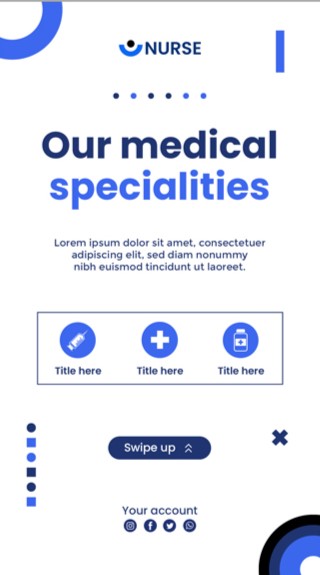 NURSE
Our medical
specialities
Lorem ipsum dolor sit amet, consectetuer
adipiscing elit, sed diam nonummy
nibh euismod tincidunt ut laoreet.
Title here
Title here
Title here
Swipe up
Your account